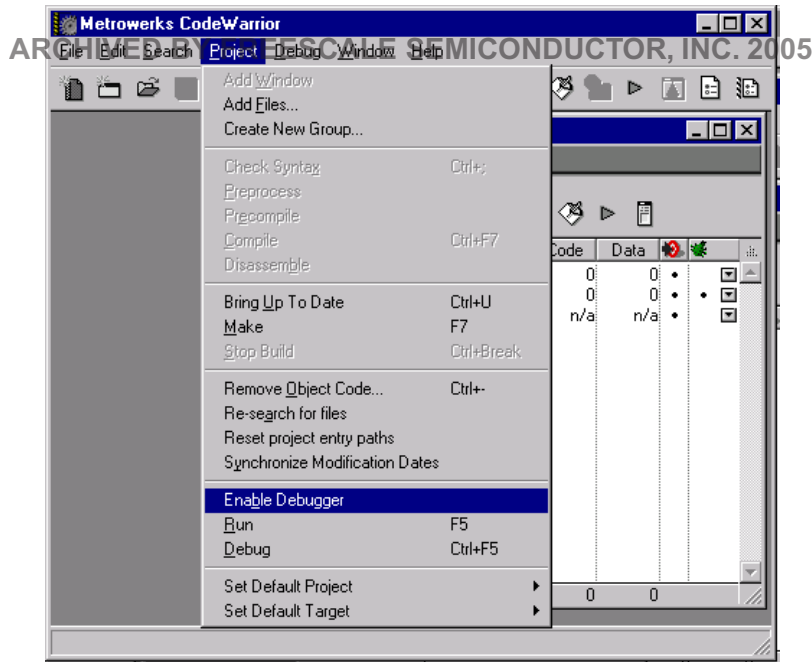 Metrowerks CodeWarrior
ARCHIVED BY FREESCALE SEMICONDUCTOR, INC. 2005
File Edit Search Project Debug Window Help
Add Window
Add Files...
Create New Group...
Check Syntax Ctrl+;
Preprocess
Precompile
Compile Ctrl+F7
Disassemble
Code Data
0 0
0 0
n/a n/a
Bring Up To Date Ctrl+U
Make F7
Stop Build Ctrl+Break
Remove Object Code... Ctrl+-
Re-search for files
Reset project entry paths
Synchronize Modification Dates
Enable Debugger
Run F5
Debug Ctrl+F5
Set Default Project
Set Default Target
0 0